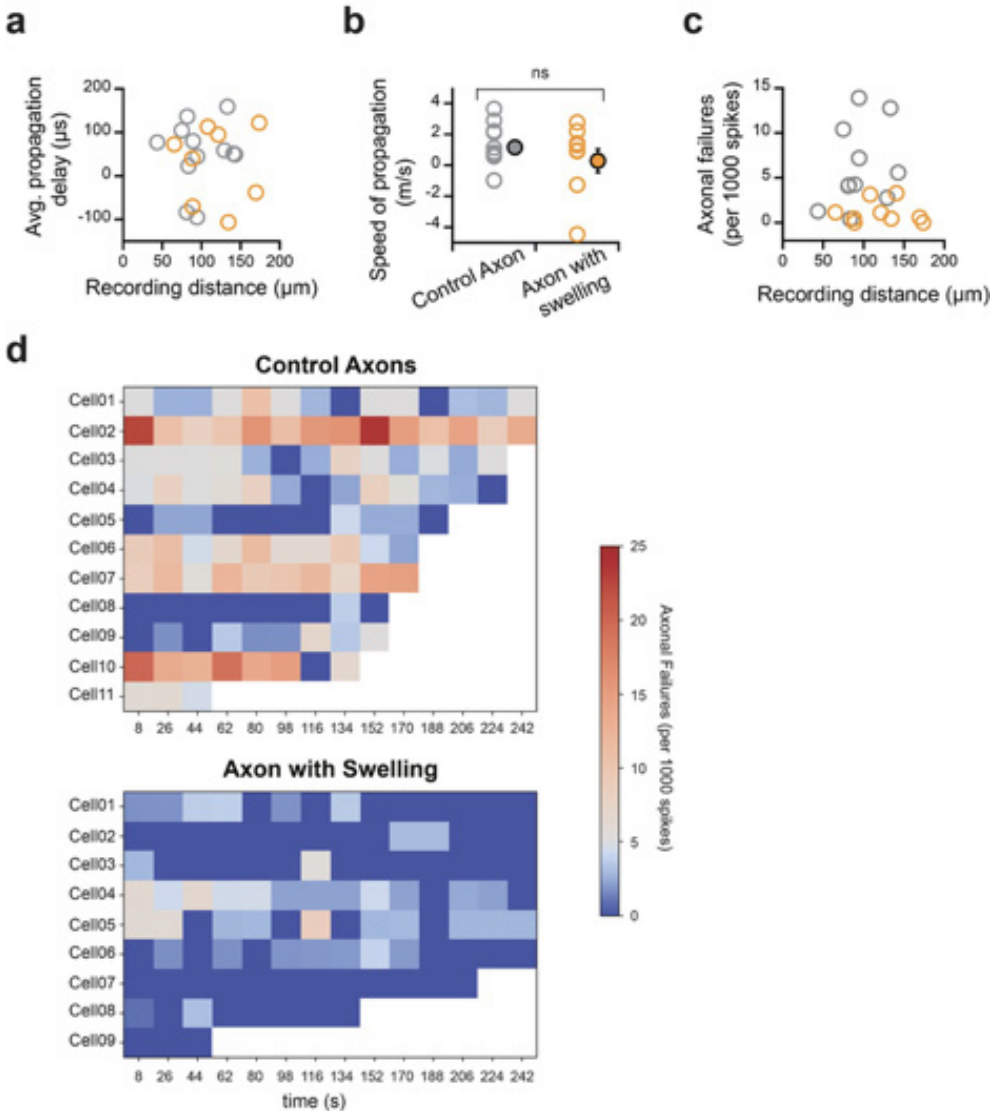 a
Avg. propagation
delay (µs)
200
100
0
-100
0 50 100 150 200
Recording distance (µm)
b
ns
Speed of propagation
(m/s)
4
2
0
-2
-4
Control Axon
Axon with
swelling
c
Axonal failures
(per 1000 spikes)
15
10
5
0
0 50 100 150 200
Recording distance (µm)
d
Control Axons
Cell01
Cell02
Cell03
Cell04
Cell05
Cell06
Cell07
Cell08
Cell09
Cell10
Cell11
8 26 44 62 80 98 116 134 152 170 188 206 224 242
Axon with Swelling
Cell01
Cell02
Cell03
Cell04
Cell05
Cell06
Cell07
Cell08
Cell09
8 26 44 62 80 98 116 134 152 170 188 206 224 242
time (s)
25
20
15
10
5
0
Axonal Failures (per 1000 spikes)